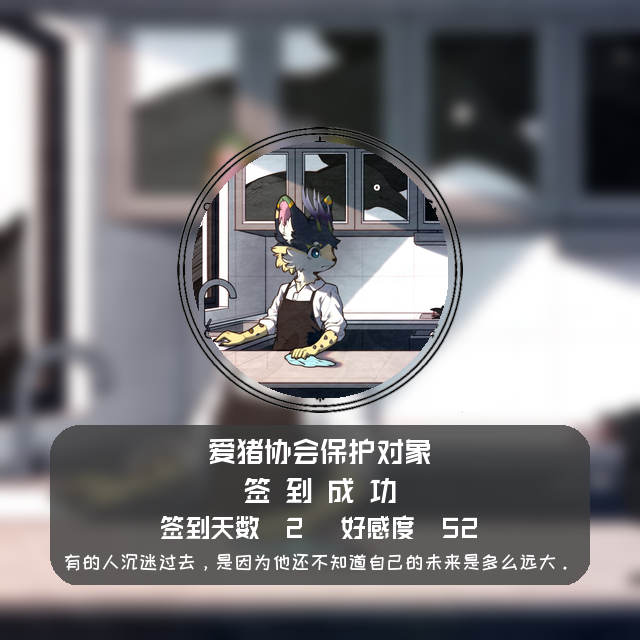 爱猪协会保护对象
签 到 成 功
签到天数 2 好感度 52
有的人沉迷过去，是因为他还不知道自己的未来是多么远大.